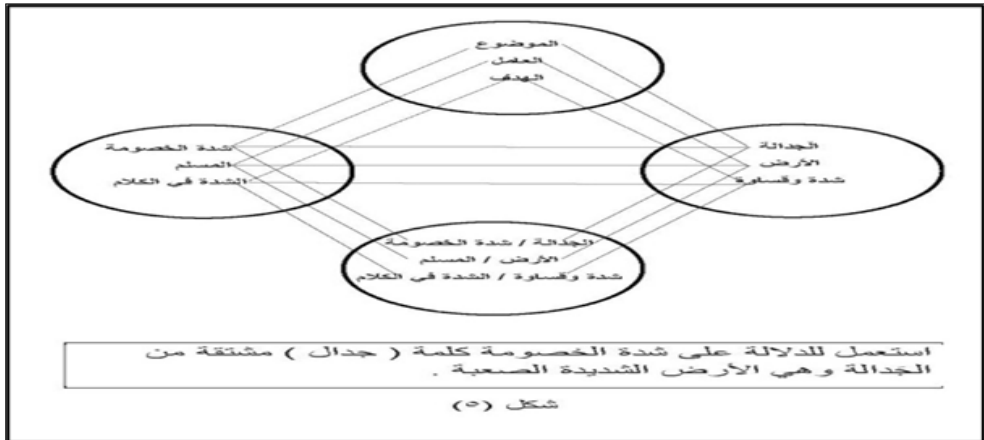 الموضوع
العامل
الهدف
الجدالة
الأرض
شدة وقساوة
شدة الخصومة
المسلم
الشدة في الكلام
الجدالة / شدة الخصومة
الأرض / المسلم
شدة وقساوة / الشدة في الكلام
استعمل للدلالة على شدة الخصومة كلمة ( جدال ) مشتقة من
الجدالة وهي الأرض الشديدة الصعبة .
شكل (٥)